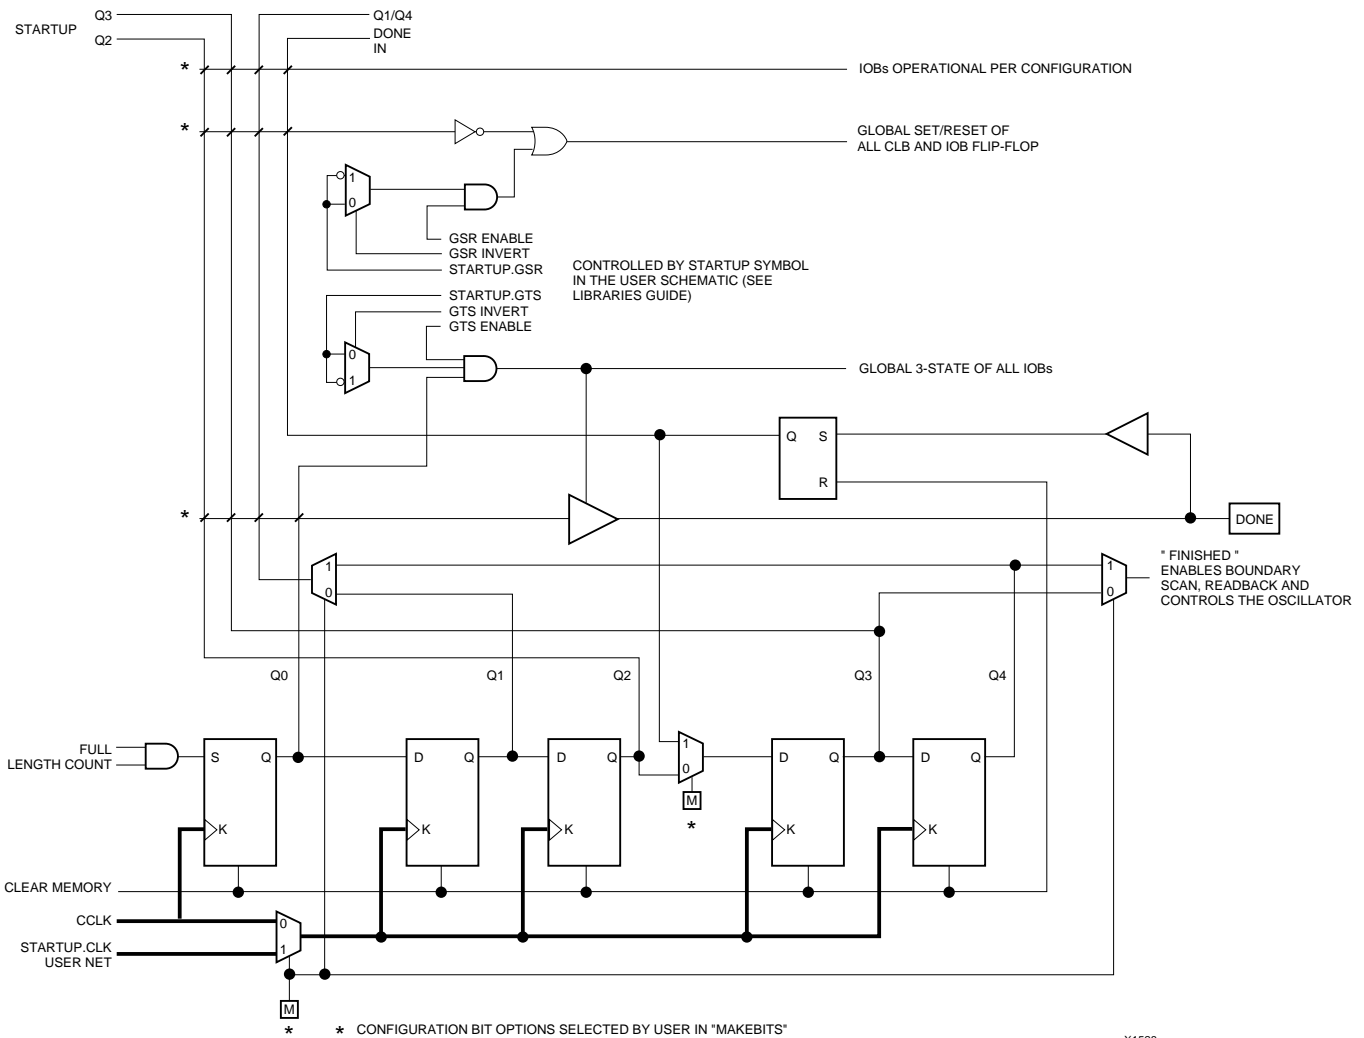 Q3
STARTUP
Q2
Q1/Q4
DONE
IN
*
IOBs OPERATIONAL PER CONFIGURATION
*
GLOBAL SET/RESET OF
ALL CLB AND IOB FLIP-FLOP
1
0
GSR ENABLE
GSR INVERT
STARTUP.GSR
CONTROLLED BY STARTUP SYMBOL
IN THE USER SCHEMATIC (SEE
LIBRARIES GUIDE)
STARTUP.GTS
GTS INVERT
GTS ENABLE
0
1
GLOBAL 3-STATE OF ALL IOBs
Q S
R
*
DONE
1
0
1
0
" FINISHED "
ENABLES BOUNDARY
SCAN, READBACK AND
CONTROLS THE OSCILLATOR
Q0
Q1
Q2
Q3
Q4
FULL
LENGTH COUNT
S Q
K
D Q
K
D Q
K
1
0
M
*
D Q
K
D Q
K
CLEAR MEMORY
CCLK
STARTUP.CLK
USER NET
0
1
M
*
* CONFIGURATION BIT OPTIONS SELECTED BY USER IN "MAKEBITS"